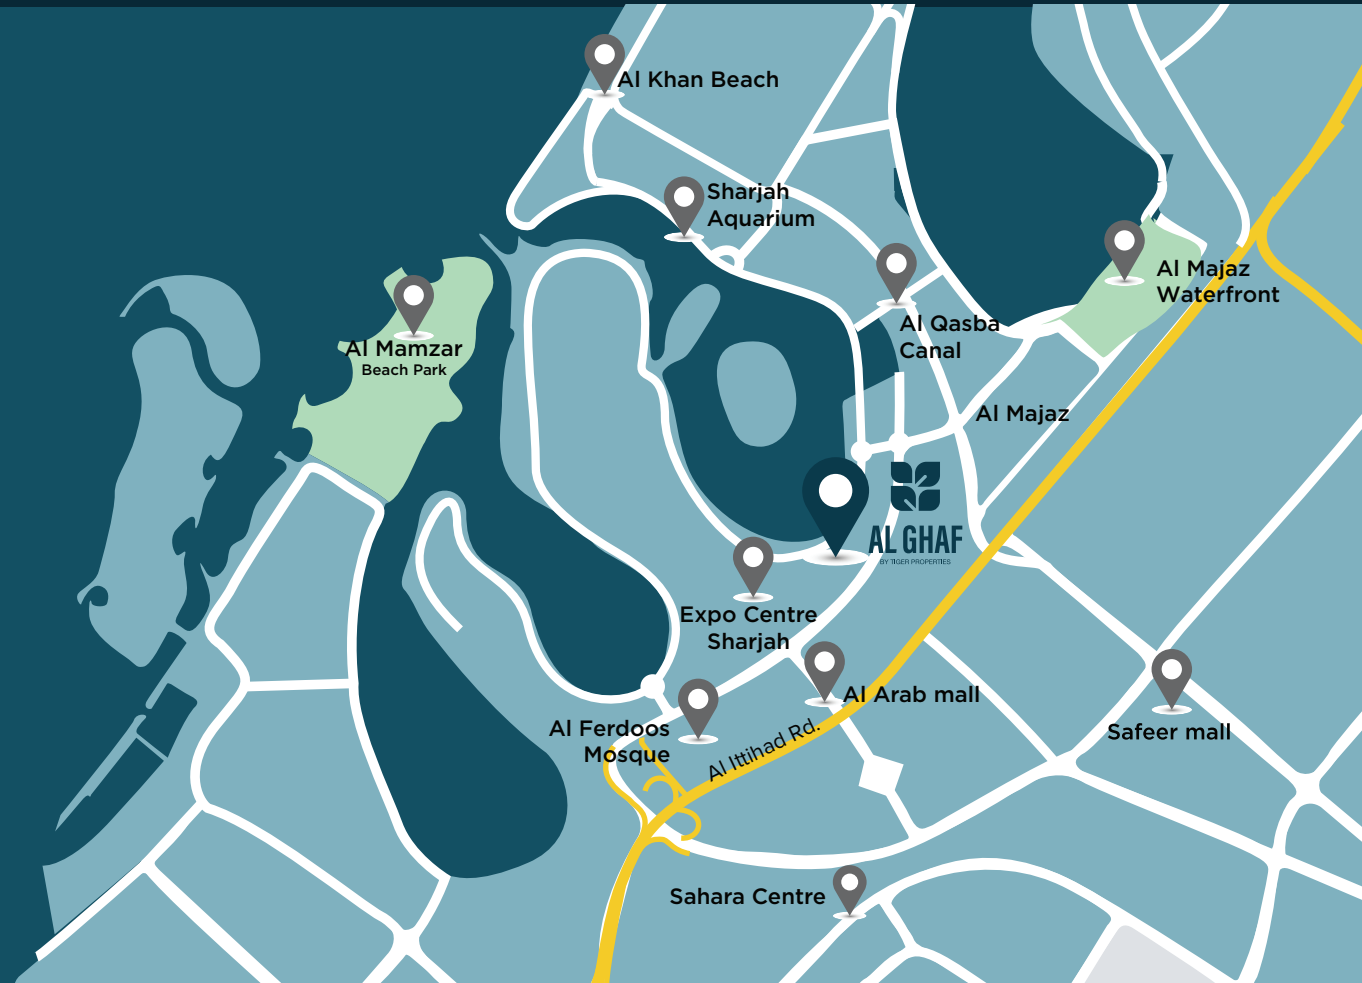 Al Khan Beach
Sharjah
Aquarium
Al Majaz
Waterfront
Al Qasba
Canal
Al Mamzar
Beach Park
Al Majaz
AL GHAF
BY TIGER PROPERTIES
Expo Centre
Sharjah
Al Arab mall
Al Ferdoos
Mosque
Al Ittihad Rd.
Safeer mall
Sahara Centre